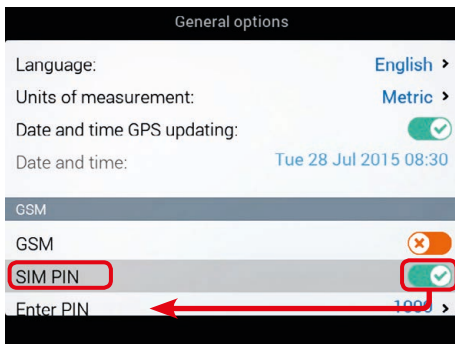 General options
Language: English >
Units of measurement: Metric >
Date and time GPS updating:
Date and time: Tue 28 Jul 2015 08:30
GSM
GSM
SIM PIN
Enter PIN >